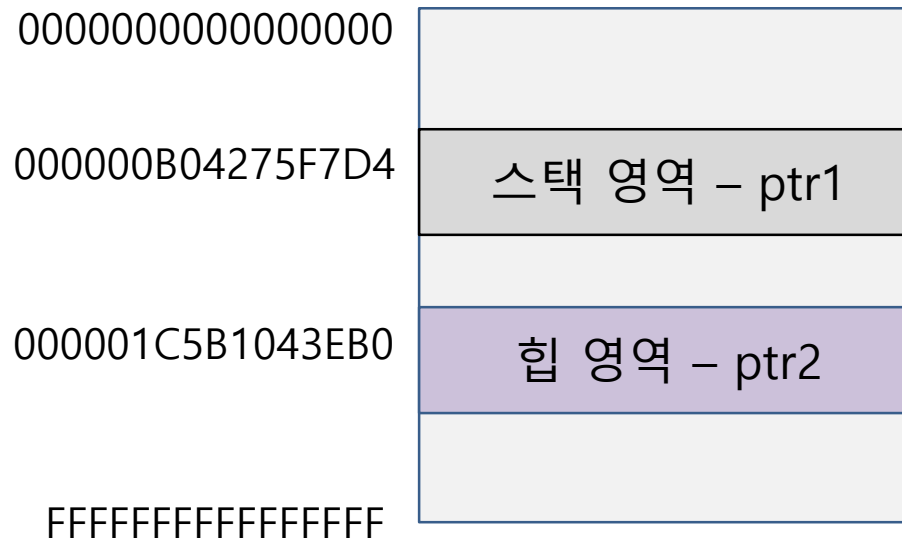 0000000000000000
000000B04275F7D4
스택 영역 – ptr1
000001C5B1043EB0
힙 영역 – ptr2
FFFFFFFFFFFFFFFF